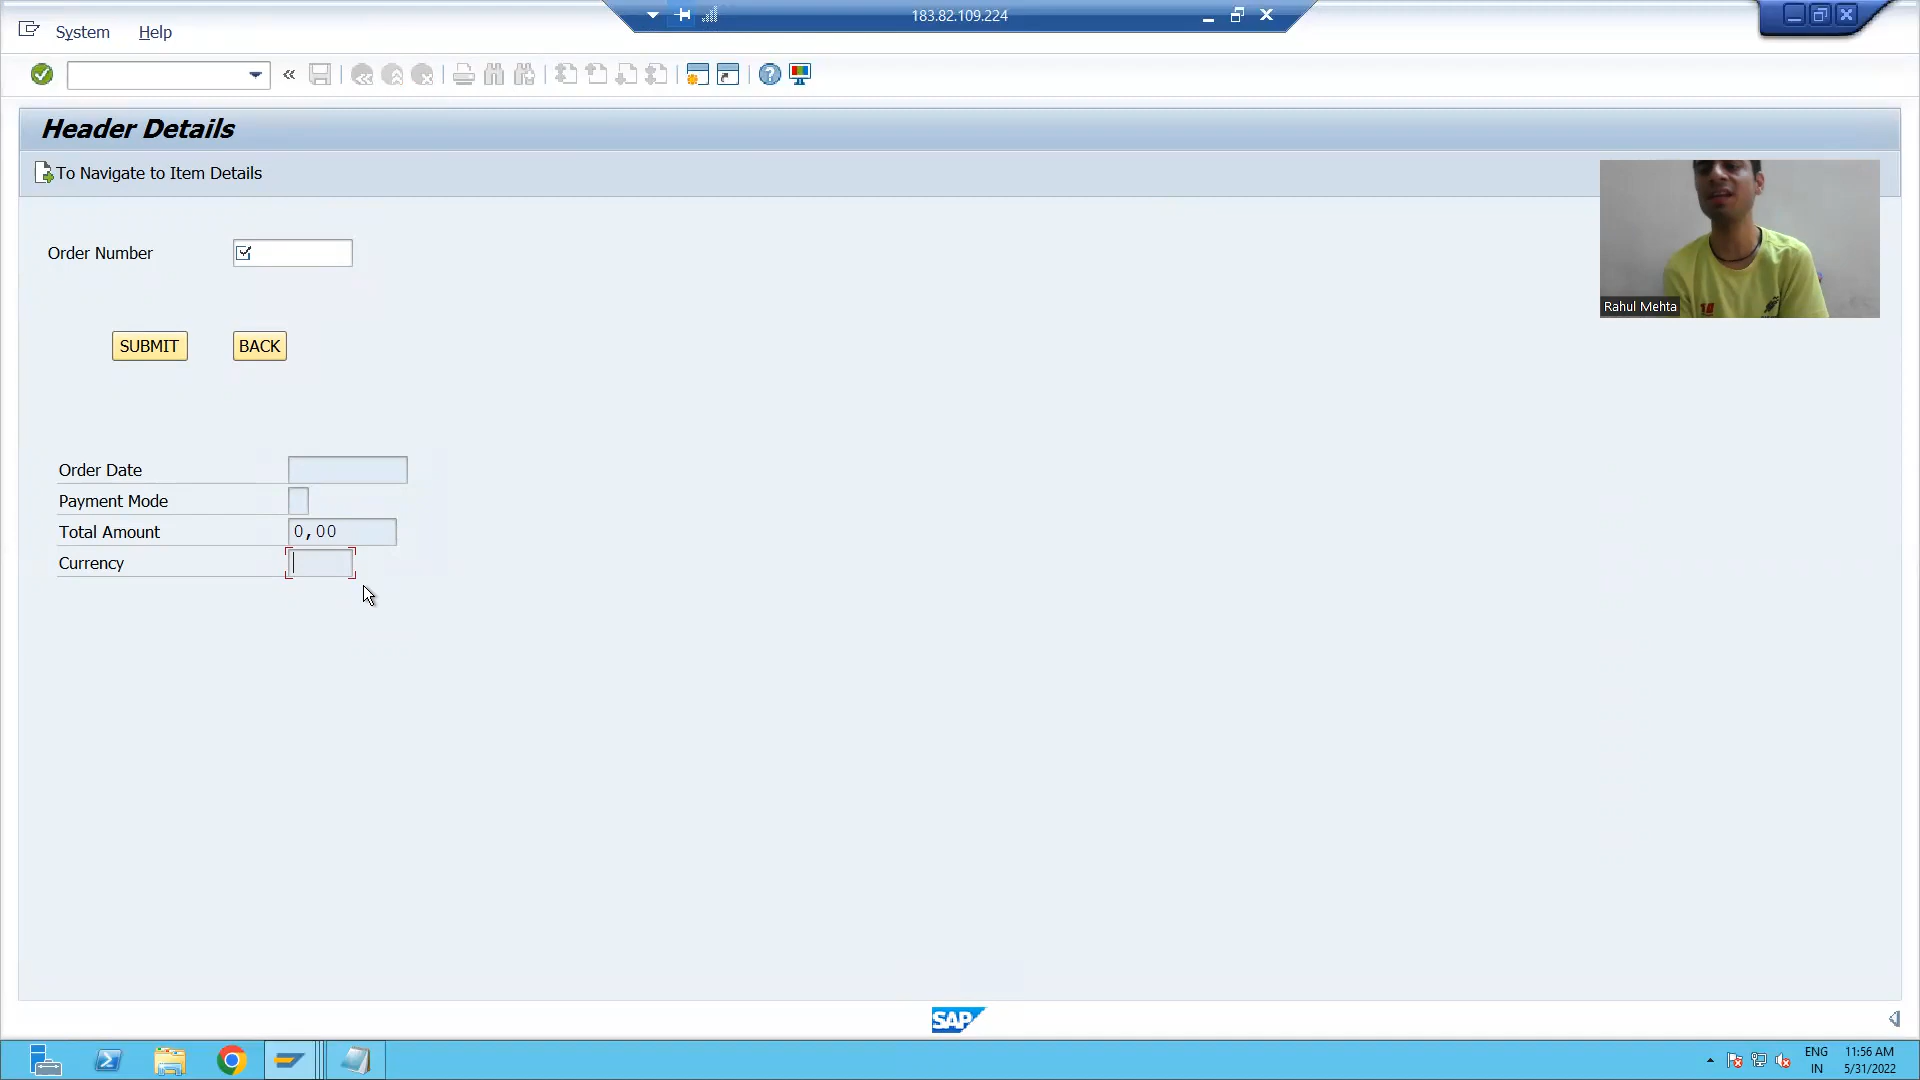 183.82.109.224
System Help
Header Details
To Navigate to Item Details
Order Number
Rahul Mehta
SUBMIT BACK
Order Date
Payment Mode
Total Amount 0,00
Currency
SAP
ENG 11:56 AM
IN 5/31/2022